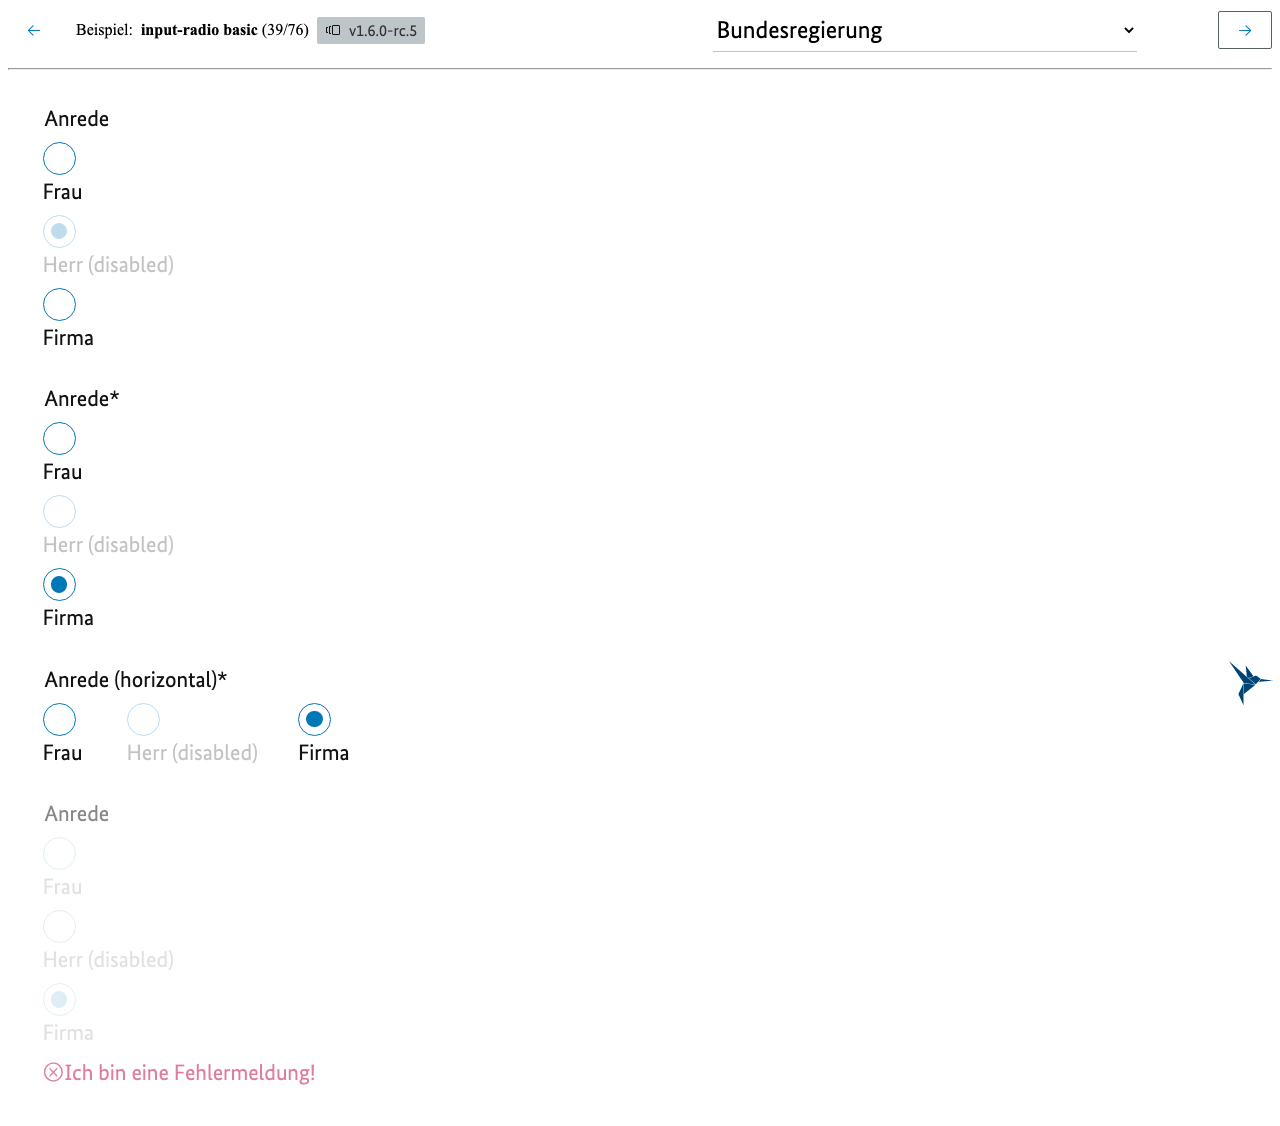 Beispiel: input-radio basic (39/76) v1.6.0-rc.5 Bundesregierung
Anrede
Frau
Herr (disabled)
Firma
Anrede*
Frau
Herr (disabled)
Firma
Anrede (horizontal)*
Frau Herr (disabled) Firma
Anrede
Frau
Herr (disabled)
Firma
Ich bin eine Fehlermeldung!